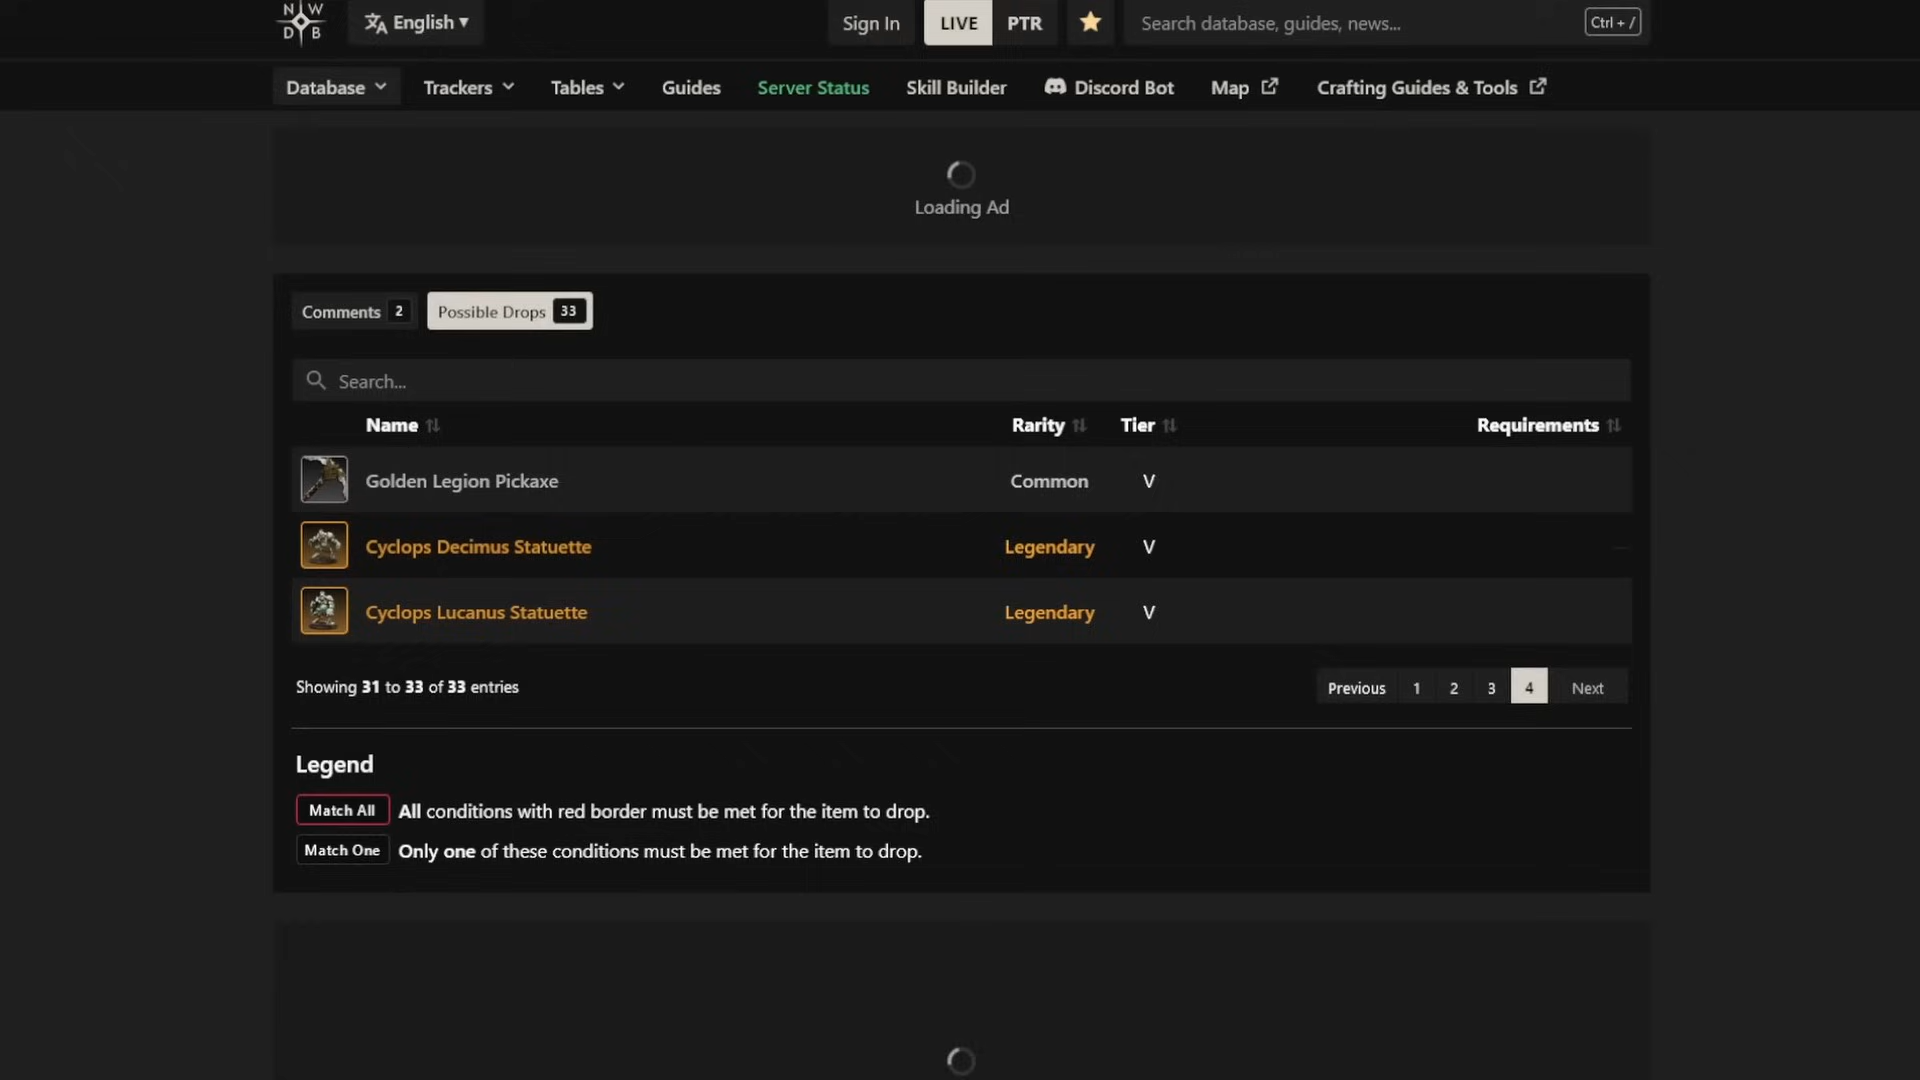 N W
D B
English ▾
Sign In
LIVE
PTR
Search database, guides, news...
Ctrl + /
Database
Trackers
Tables
Guides
Server Status
Skill Builder
Discord Bot
Map
Crafting Guides & Tools
Loading Ad
Comments 2
Possible Drops 33
Search...
Name
Rarity
Tier
Requirements
Golden Legion Pickaxe Common V
Cyclops Decimus Statuette Legendary V
Cyclops Lucanus Statuette Legendary V
Showing 31 to 33 of 33 entries
Previous 1 2 3 4 Next
Legend
Match All All conditions with red border must be met for the item to drop.
Match One Only one of these conditions must be met for the item to drop.